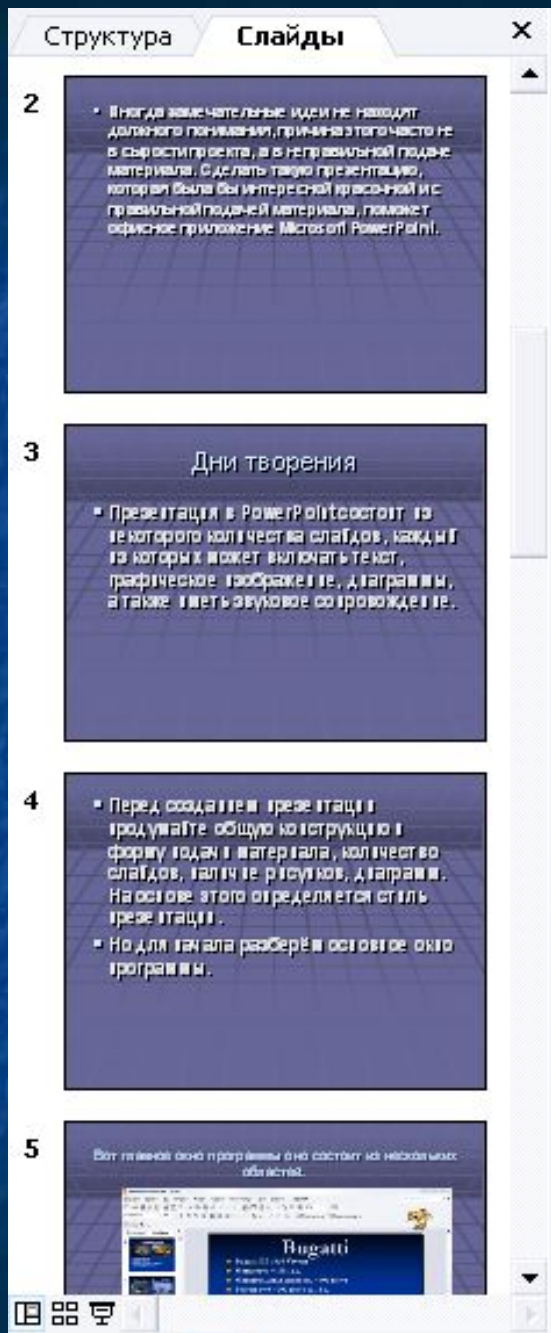 Структура
Слайды
2
Иногда замечательные идеи не находят
должного понимания, причина этого часто не
в сырости проекта, а в неправильной подаче
материала. Сделать такую презентацию,
которая была бы интересной красочной и с
правильной подачей материала, поможет
офисное приложение Microsoft PowerPoint.
3
Дни творения
Презентация в PowerPoint состоит из
некоторого количества слайдов, каждый
из которых может включать текст,
графическое изображение, диаграммы,
а также иметь звуковое сопровождение.
4
Перед созданием презентации
продумайте общую конструкцию и
форму подачи материала, количество
слайдов, наличие рисунков, диаграмм.
На основе этого определяется стиль
презентации.
Но для начала разберём основное окно
программы.
5
Вот главное окно программы оно состоит из нескольких
областей.
Bugatti